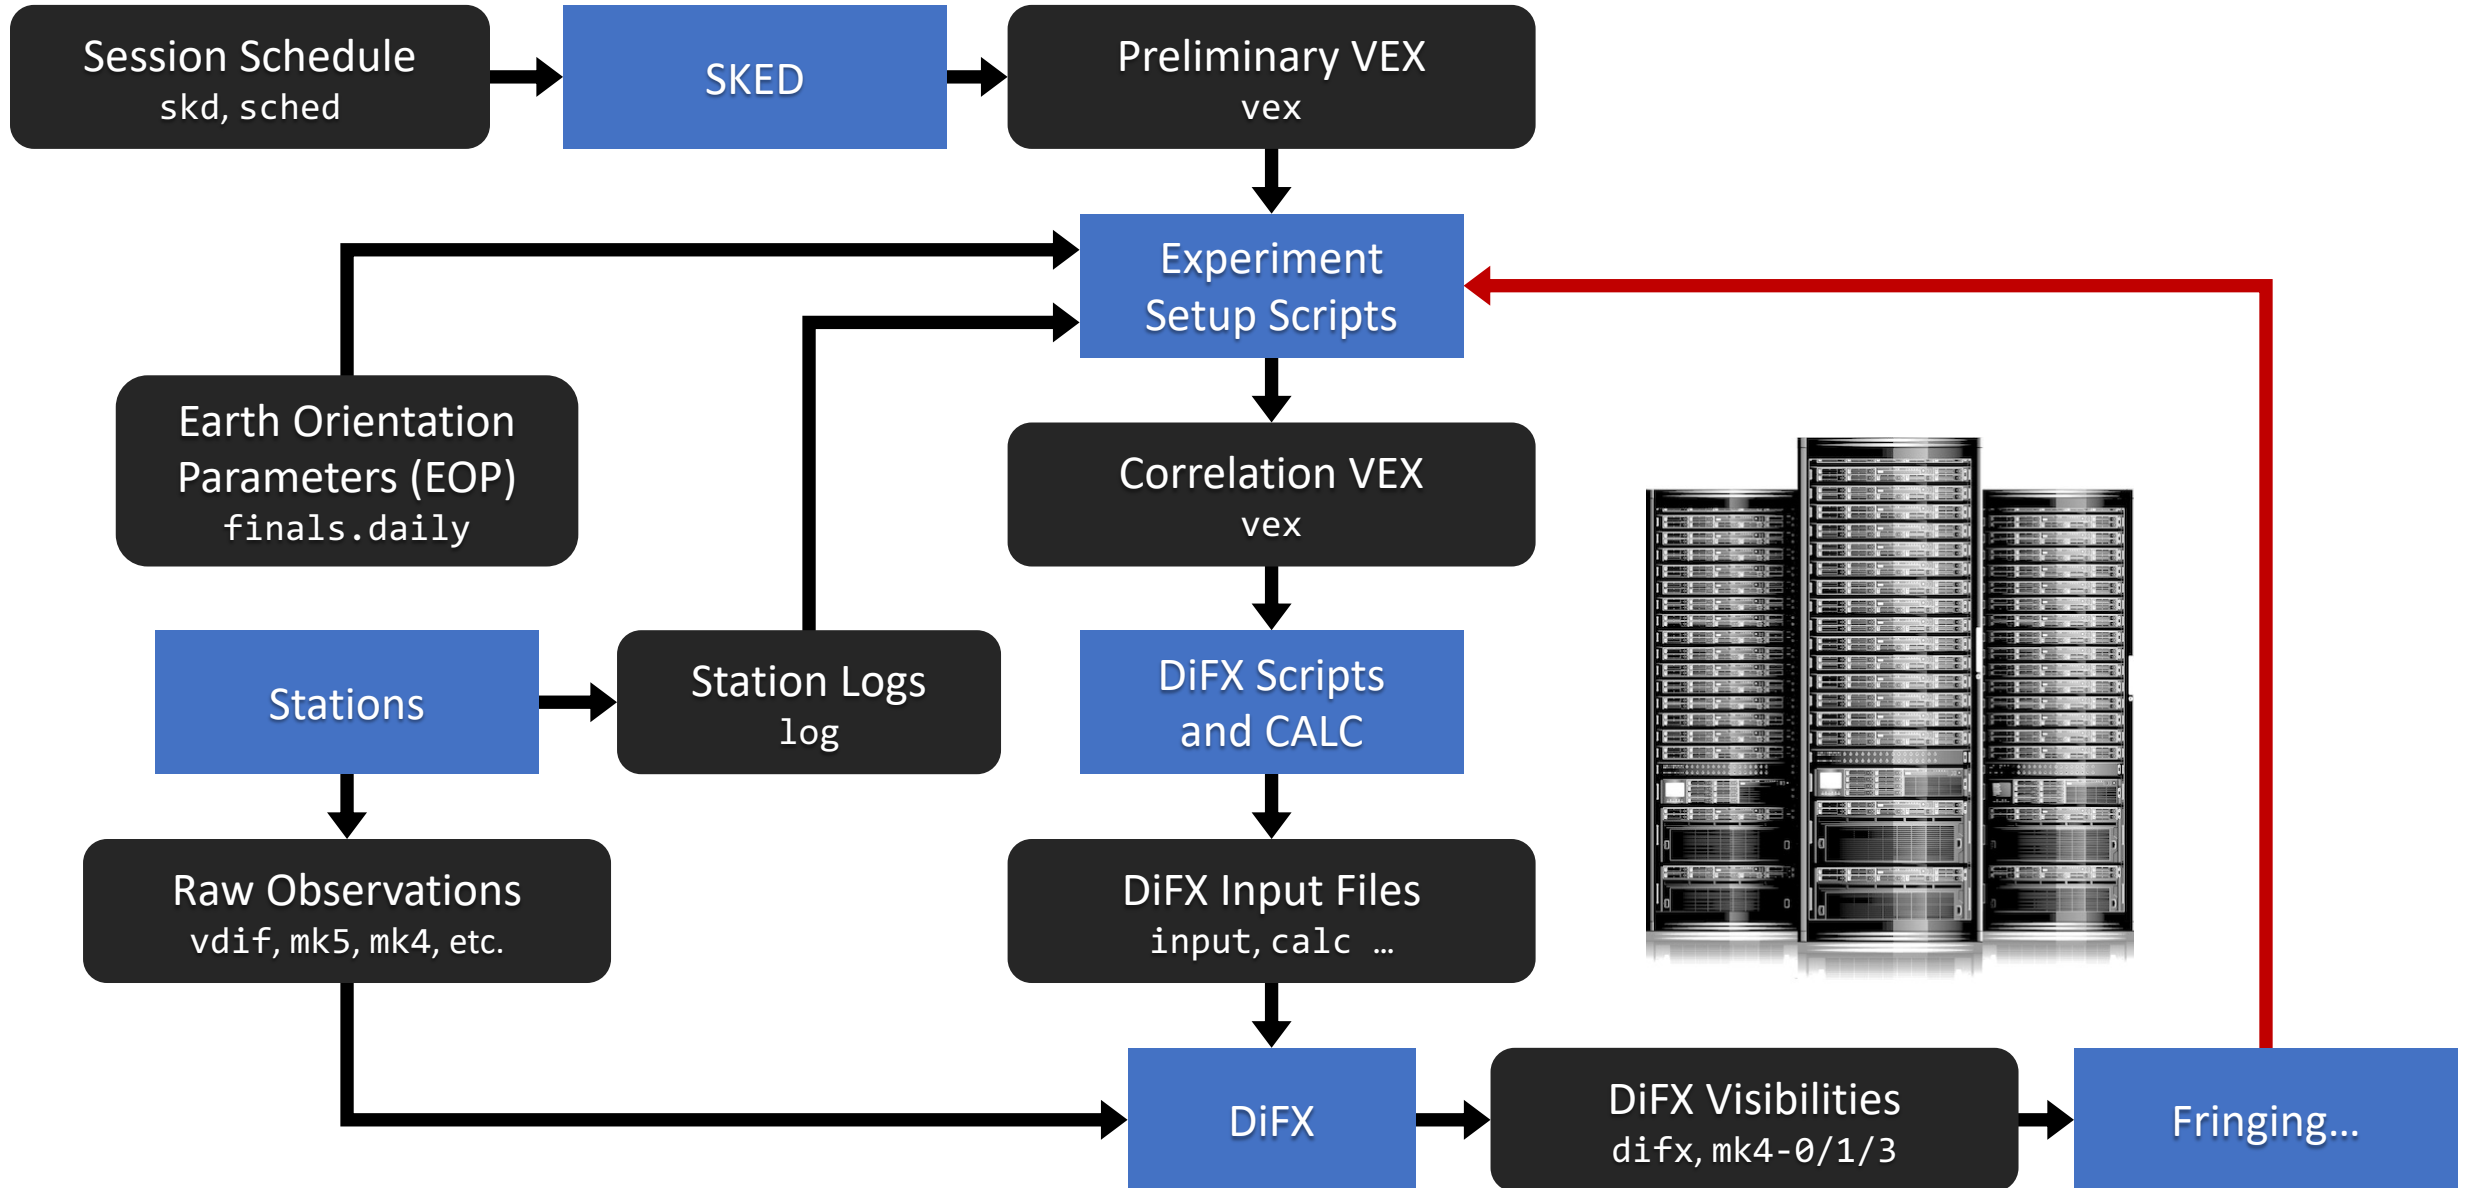 Session Schedule
skd, sched
SKED
Preliminary VEX
vex
Experiment
Setup Scripts
Earth Orientation
Parameters (EOP)
finals.daily
Correlation VEX
vex
Stations
Station Logs
log
DiFX Scripts
and CALC
Raw Observations
vdif, mk5, mk4, etc.
DiFX Input Files
input, calc …
DiFX
DiFX Visibilities
difx, mk4-0/1/3
Fringing…